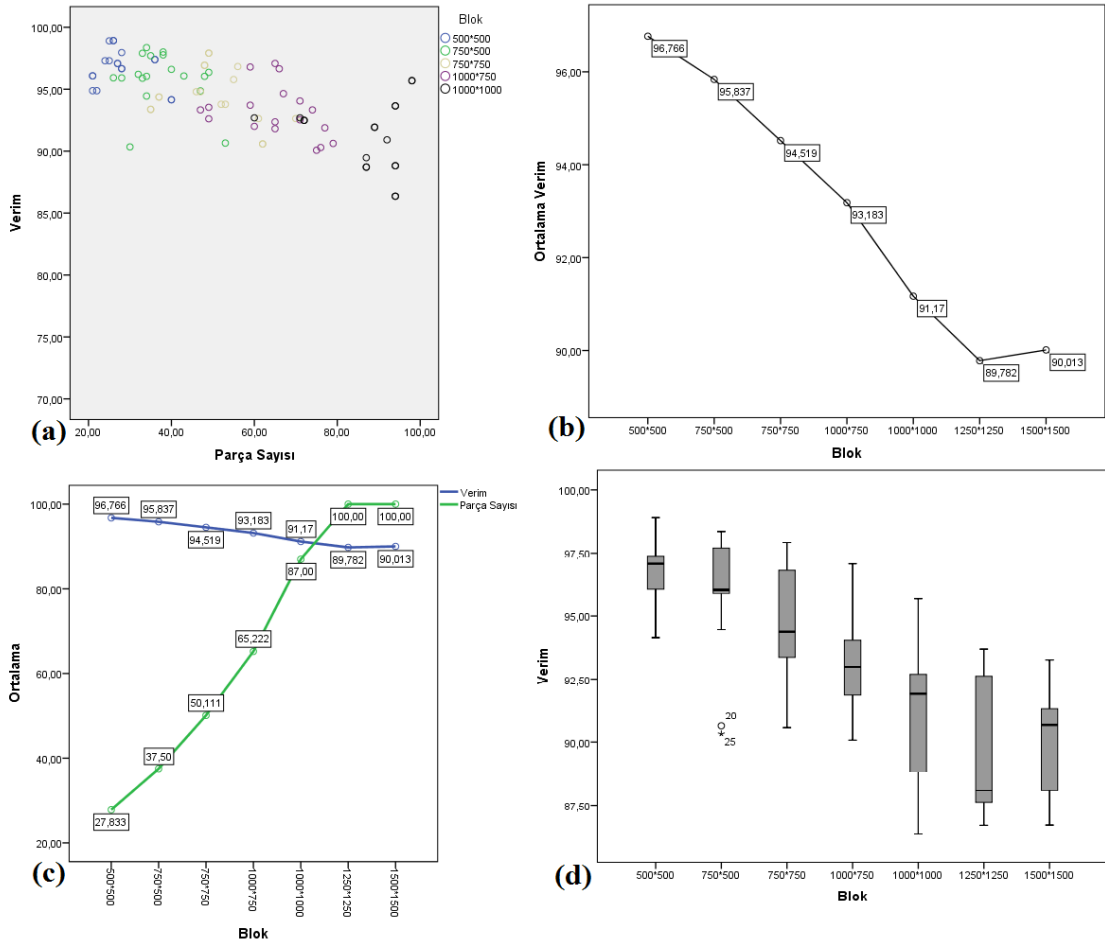 Blok
500*500
750*500
750*750
1000*750
1000*1000
100,00
95,00
90,00
85,00
80,00
95,00
90,00
75,00
70,00
Verim
20,00 40,00 60,00 80,00 100,00
Parça Sayısı
(a)
96,00
94,00
92,00
90,00
Ortalama Verim
96,766
95,837
94,519
93,183
91,17
89,782
90,013
500*500 750*500 750*750 1000*750 1000*1000 1250*1250 1500*1500
Blok
(b)
Verim
Parça Sayısı
100,00
80,00
60,00
40,00
20,00
Ortalama
96,766 95,837 94,519 93,183 91,17 89,782 90,013
27,833 37,50 50,111 65,222 87,00 100,00 100,00
500*500 750*500 750*750 1000*750 1000*1000 1250*1250 1500*1500
Blok
(c)
100,00
97,50
95,00
92,50
90,00
87,50
Verim
20
25
500*500 750*500 750*750 1000*750 1000*1000 1250*1250 1500*1500
Blok
(d)